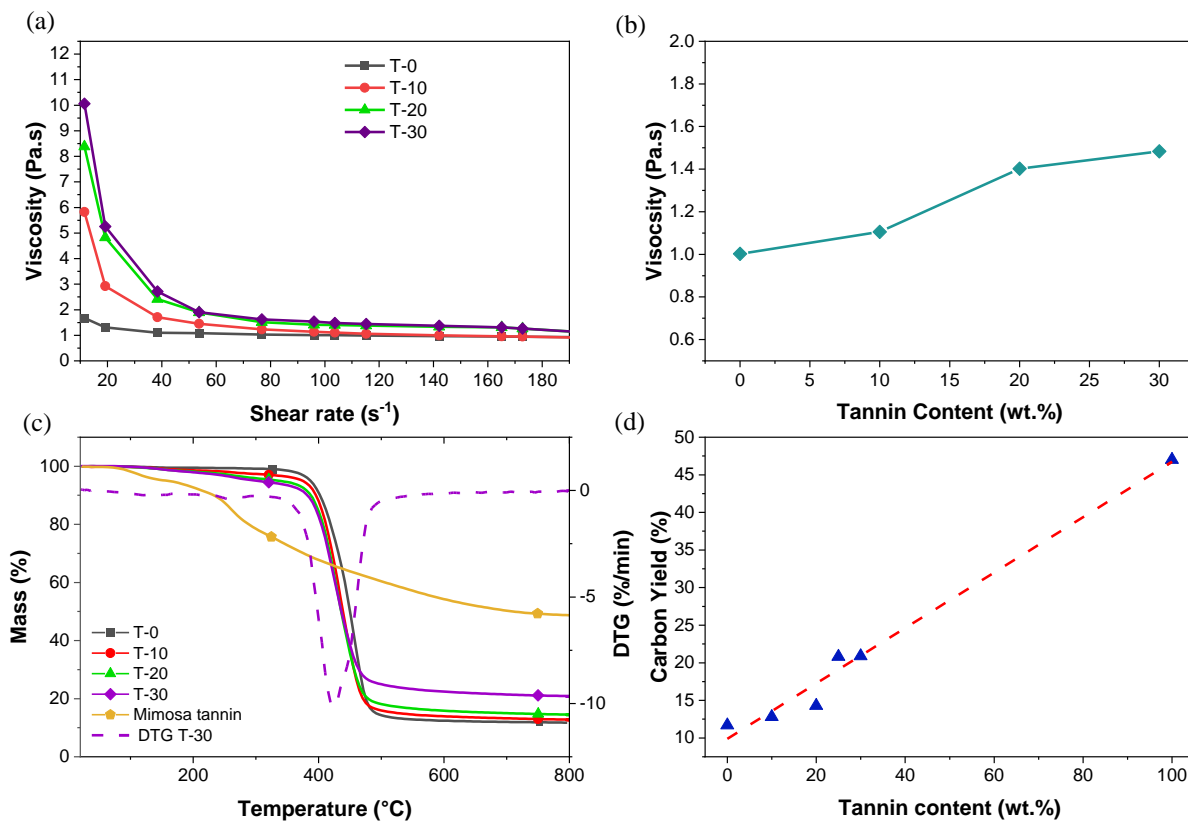 (a)
12
11
10
9
8
7
6
5
4
3
2
1
0
Viscosity (Pa.s)
T-0
T-10
T-20
T-30
20 40 60 80 100 120 140 160 180
Shear rate (s⁻¹)
(b)
2.0
1.8
1.6
1.4
1.2
1.0
0.8
0.6
Visocsity (Pa.s)
0 5 10 15 20 25 30
Tannin Content (wt.%)
(c)
100
80
60
40
20
0
Mass (%)
T-0
T-10
T-20
T-30
Mimosa tannin
DTG T-30
0
-5
-10
DTG (%/min)
200 400 600 800
Temperature (°C)
(d)
50
45
40
35
30
25
20
15
10
Carbon Yield (%)
0 20 40 60 80 100
Tannin content (wt.%)